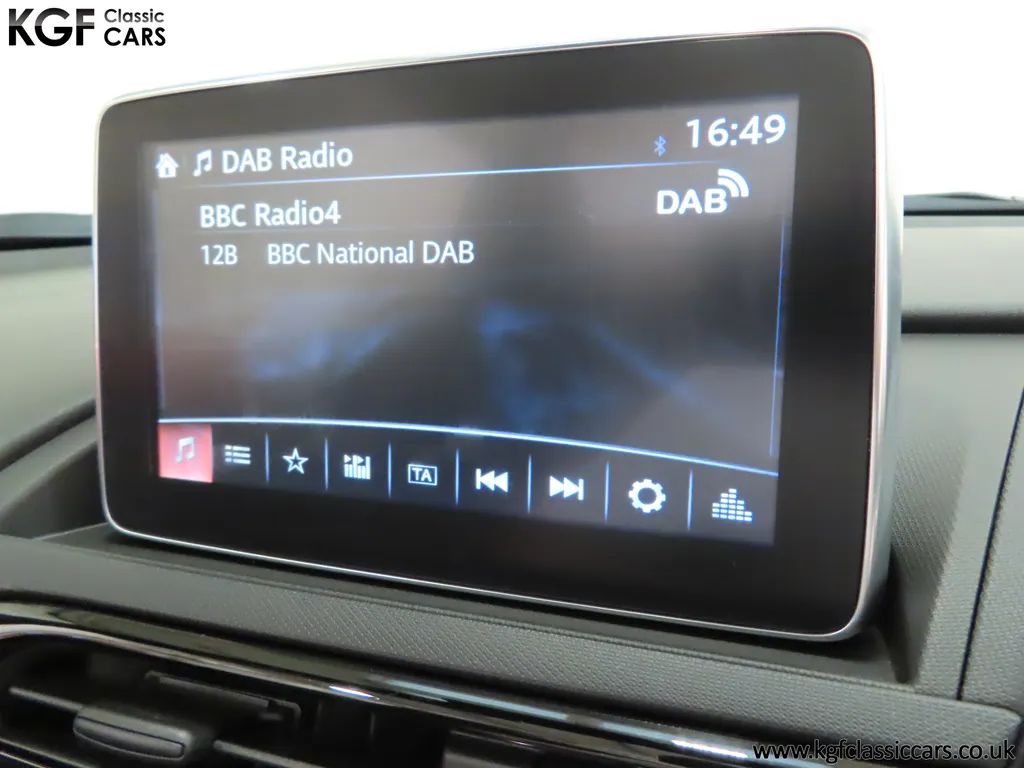 KGF Classic
CARS
DAB Radio
16:49
BBC Radio4
DAB
12B BBC National DAB
TA
www.kgfclassiccars.co.uk